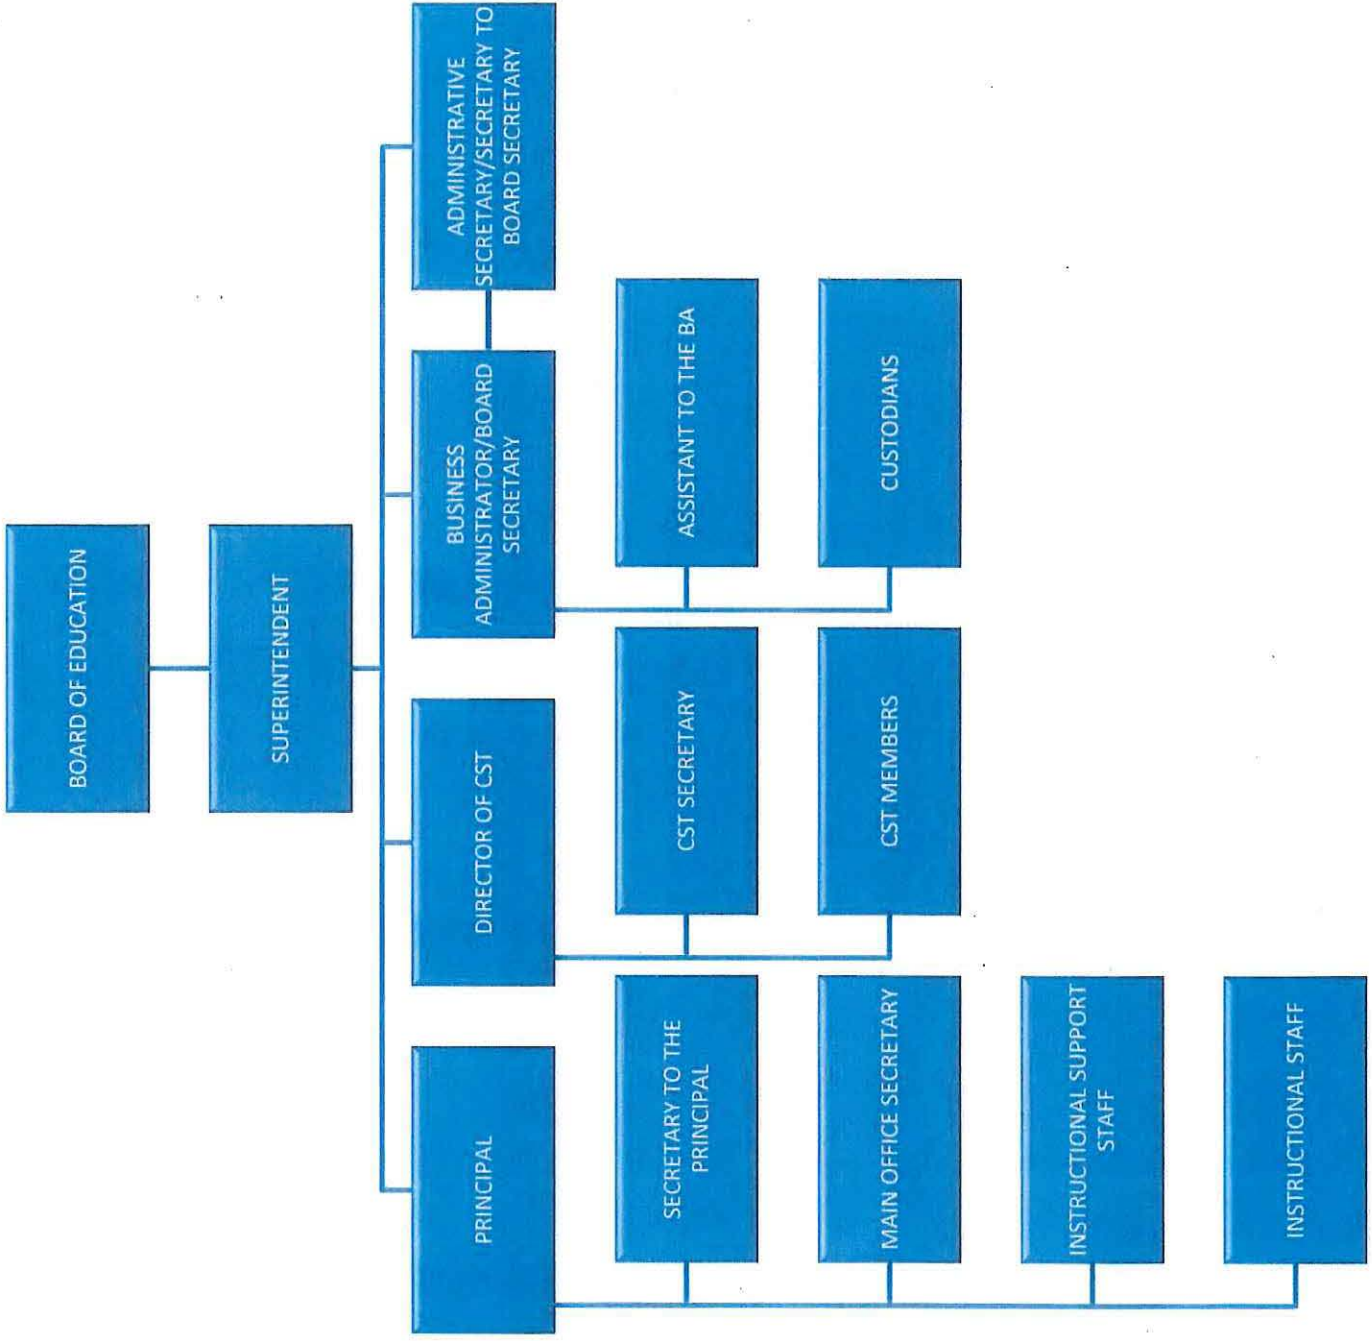 BOARD OF EDUCATION
SUPERINTENDENT
PRINCIPAL
DIRECTOR OF CST
BUSINESS
ADMINISTRATOR/BOARD
SECRETARY
ADMINISTRATIVE
SECRETARY/SECRETARY TO
BOARD SECRETARY
SECRETARY TO THE
PRINCIPAL
CST SECRETARY
ASSISTANT TO THE BA
MAIN OFFICE SECRETARY
CST MEMBERS
CUSTODIANS
INSTRUCTIONAL SUPPORT
STAFF
INSTRUCTIONAL STAFF